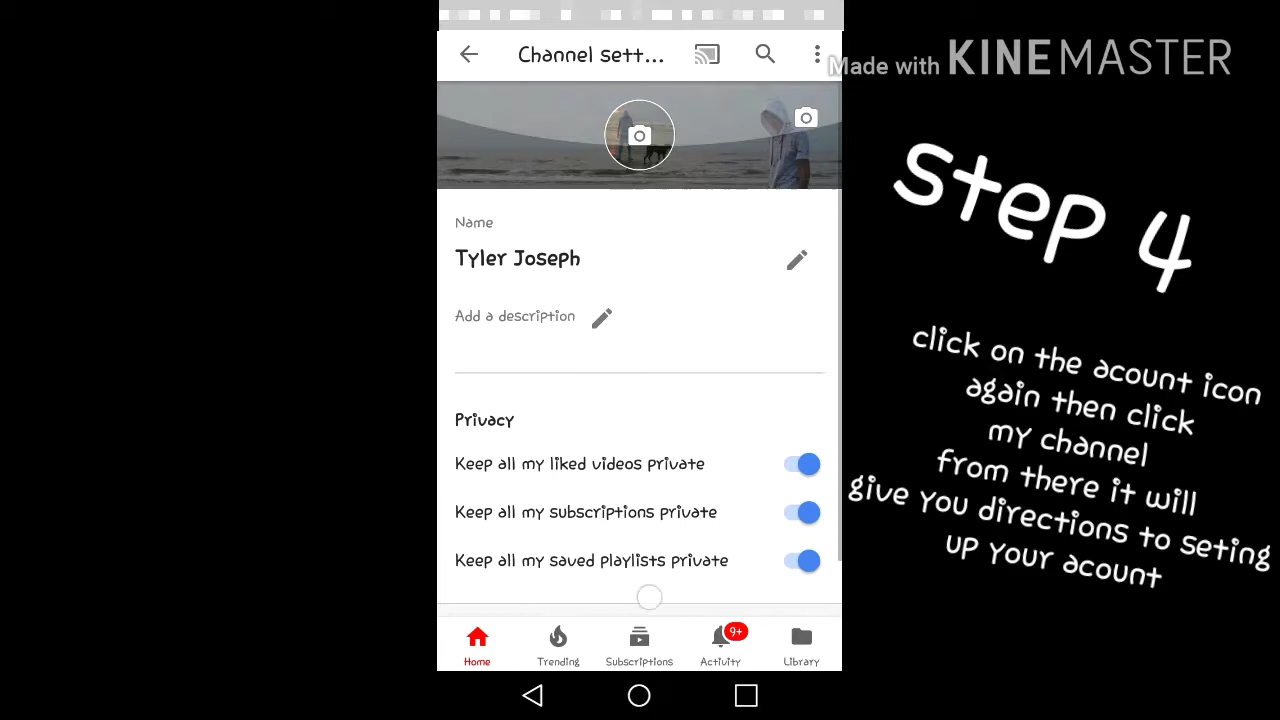 Channel sett...
Made with KINEMASTER
Step 4
Name
Tyler Joseph
Add a description
Privacy
Keep all my liked videos private
Keep all my subscriptions private
Keep all my saved playlists private
click on the acount icon
again then click
my channel
from there it will
give you directions to seting
up your acount
9+
Home
Trending
Subscriptions
Activity
Library